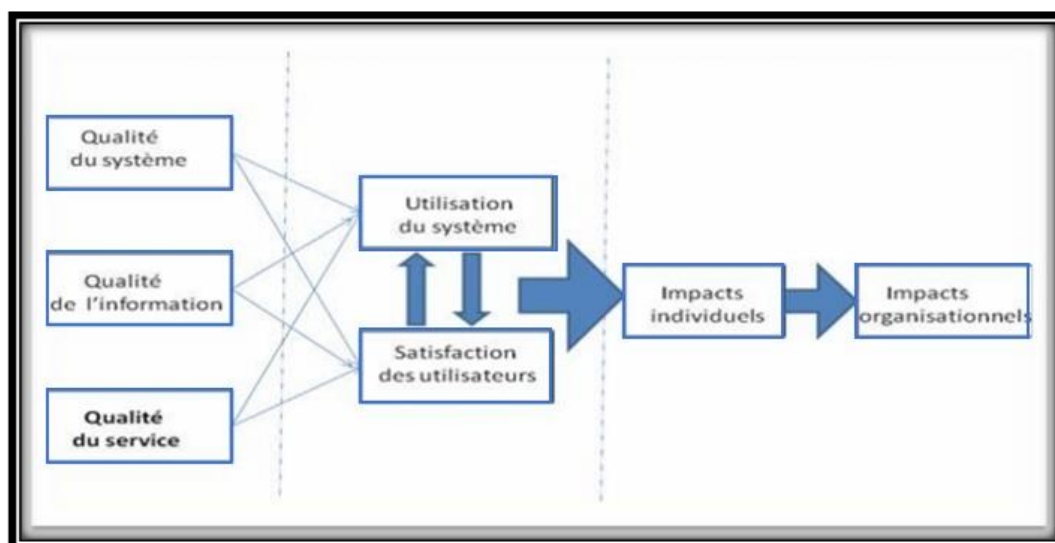 Qualité
du système
Qualité
de l'information
Qualité
du service
Utilisation
du système
Satisfaction
des utilisateurs
Impacts
individuels
Impacts
organisationnels